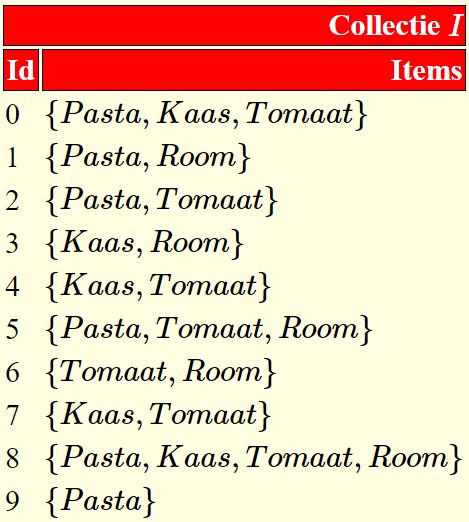 Collectie I
Id Items
0 {Pasta, Kaas, Tomaat}
1 {Pasta, Room}
2 {Pasta, Tomaat}
3 {Kaas, Room}
4 {Kaas, Tomaat}
5 {Pasta, Tomaat, Room}
6 {Tomaat, Room}
7 {Kaas, Tomaat}
8 {Pasta, Kaas, Tomaat, Room}
9 {Pasta}